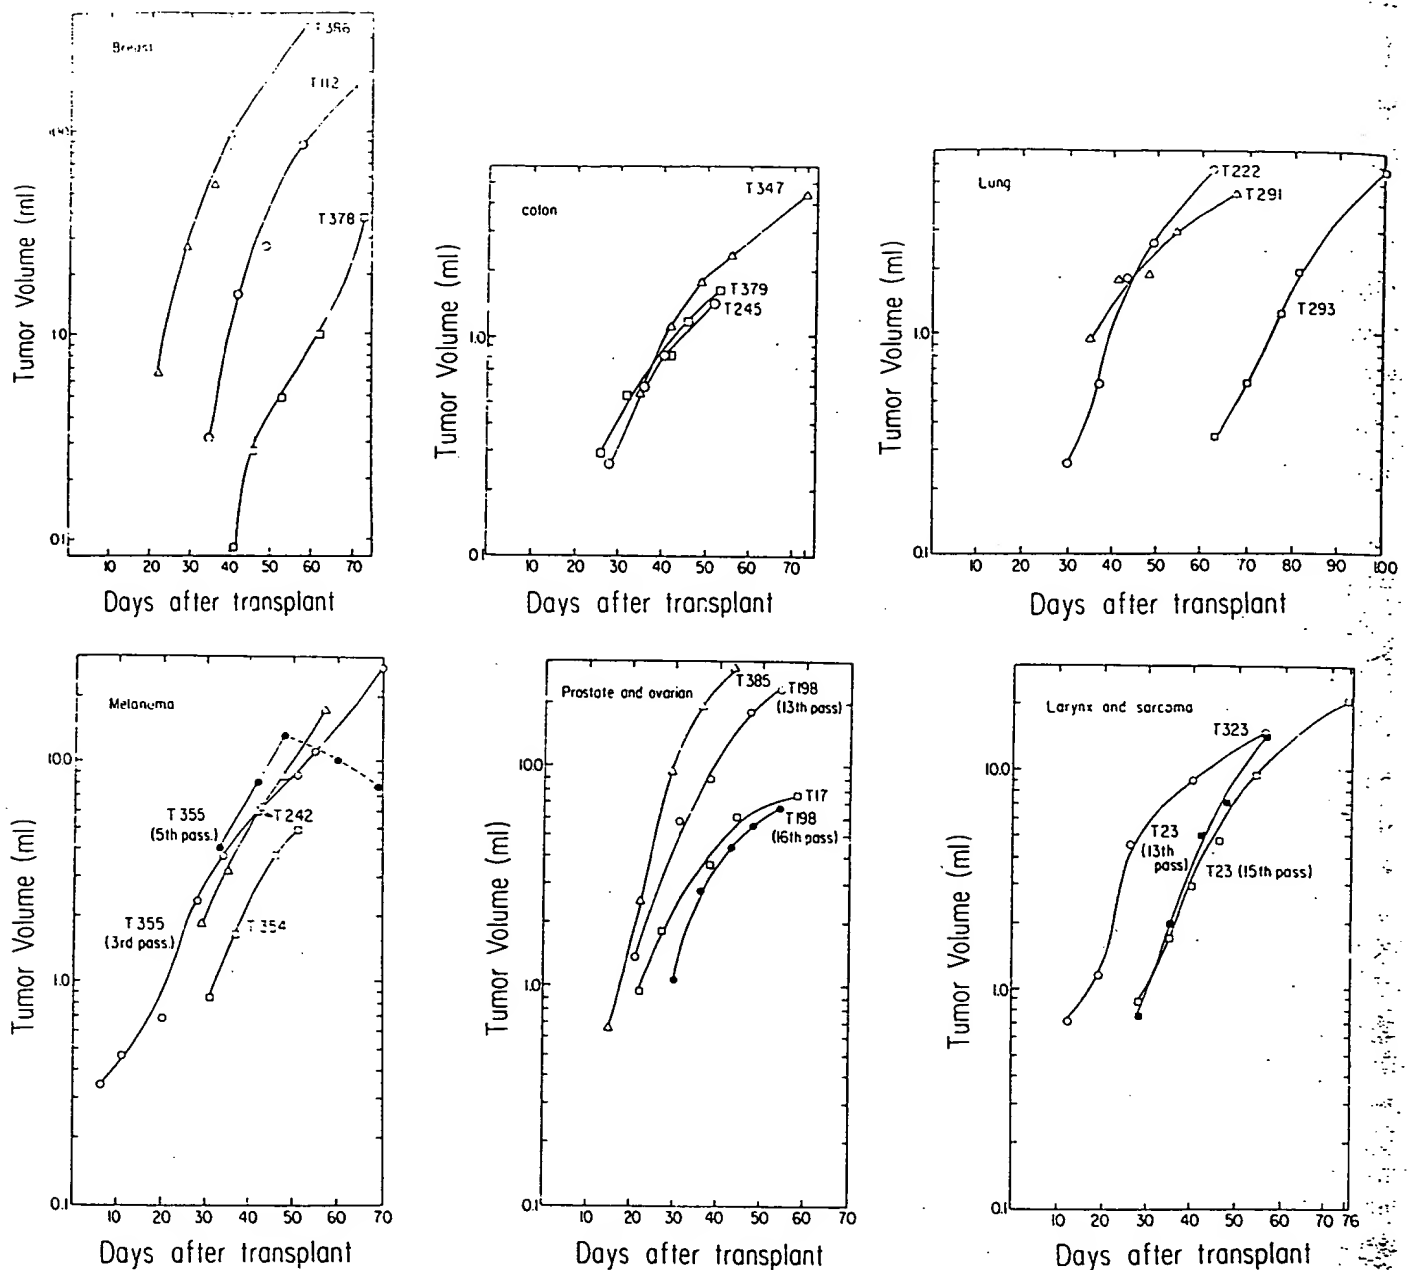 Breast
T386
T112
T378
10
0.1
10 20 30 40 50 60 70
Tumor Volume (ml)
Days after transplant
colon
T347
T379
T245
1.0
0.1
10 20 30 40 50 60 70
Tumor Volume (ml)
Days after transplant
Lung
T222
T291
T293
1.0
0.1
10 20 30 40 50 60 70 80 90 100
Tumor Volume (ml)
Days after transplant
Melanoma
10.0
T355
(5th pass.)
T242
T355
(3rd pass.)
T354
1.0
0.1
10 20 30 40 50 60 70
Tumor Volume (ml)
Days after transplant
Prostate and ovarian
T385
T198
(13th pass)
10.0
T17
T198
(16th pass)
1.0
0.1
10 20 30 40 50 60 70
Tumor Volume (ml)
Days after transplant
Larynx and sarcoma
T323
10.0
T23
(13th
pass)
T23 (15th pass)
1.0
0.1
10 20 30 40 50 60 70 76
Tumor Volume (ml)
Days after transplant